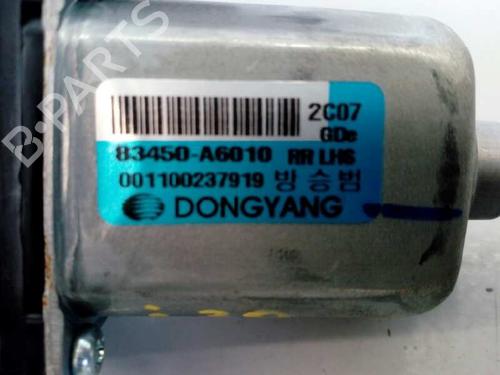 B-PARTS
2C07
GDe
83450-A6010 RR LHS
001100237919 방 승 범
DONGYANG